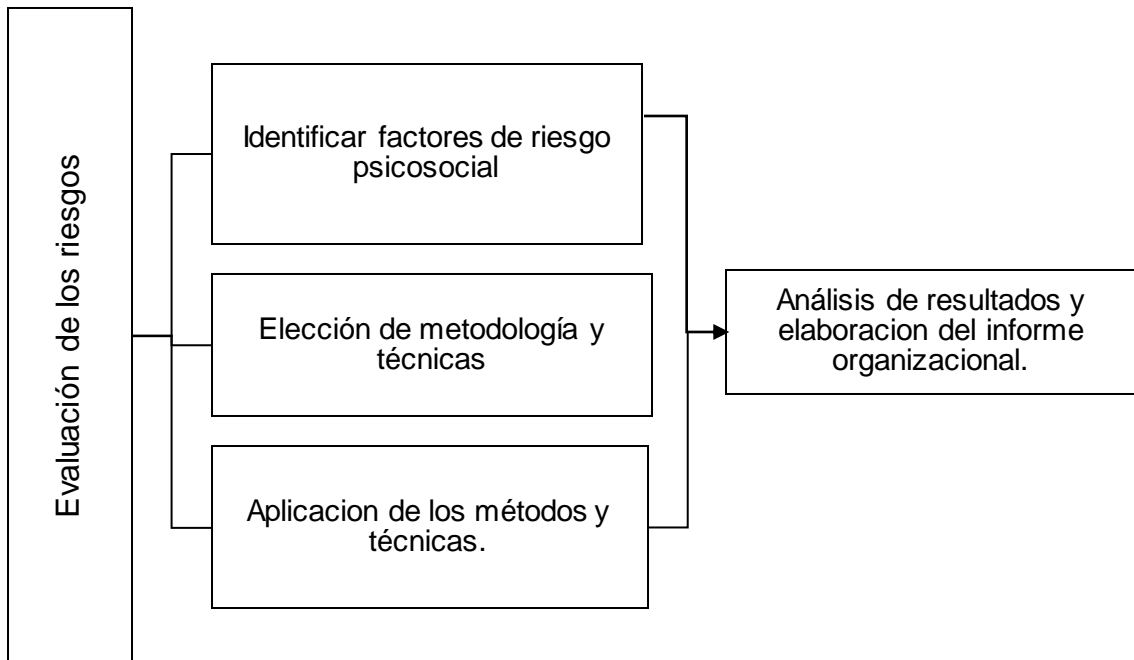 Evaluación de los riesgos
Identificar factores de riesgo
psicosocial
Elección de metodología y
técnicas
Aplicacion de los métodos y
técnicas.
Análisis de resultados y
elaboracion del informe
organizacional.